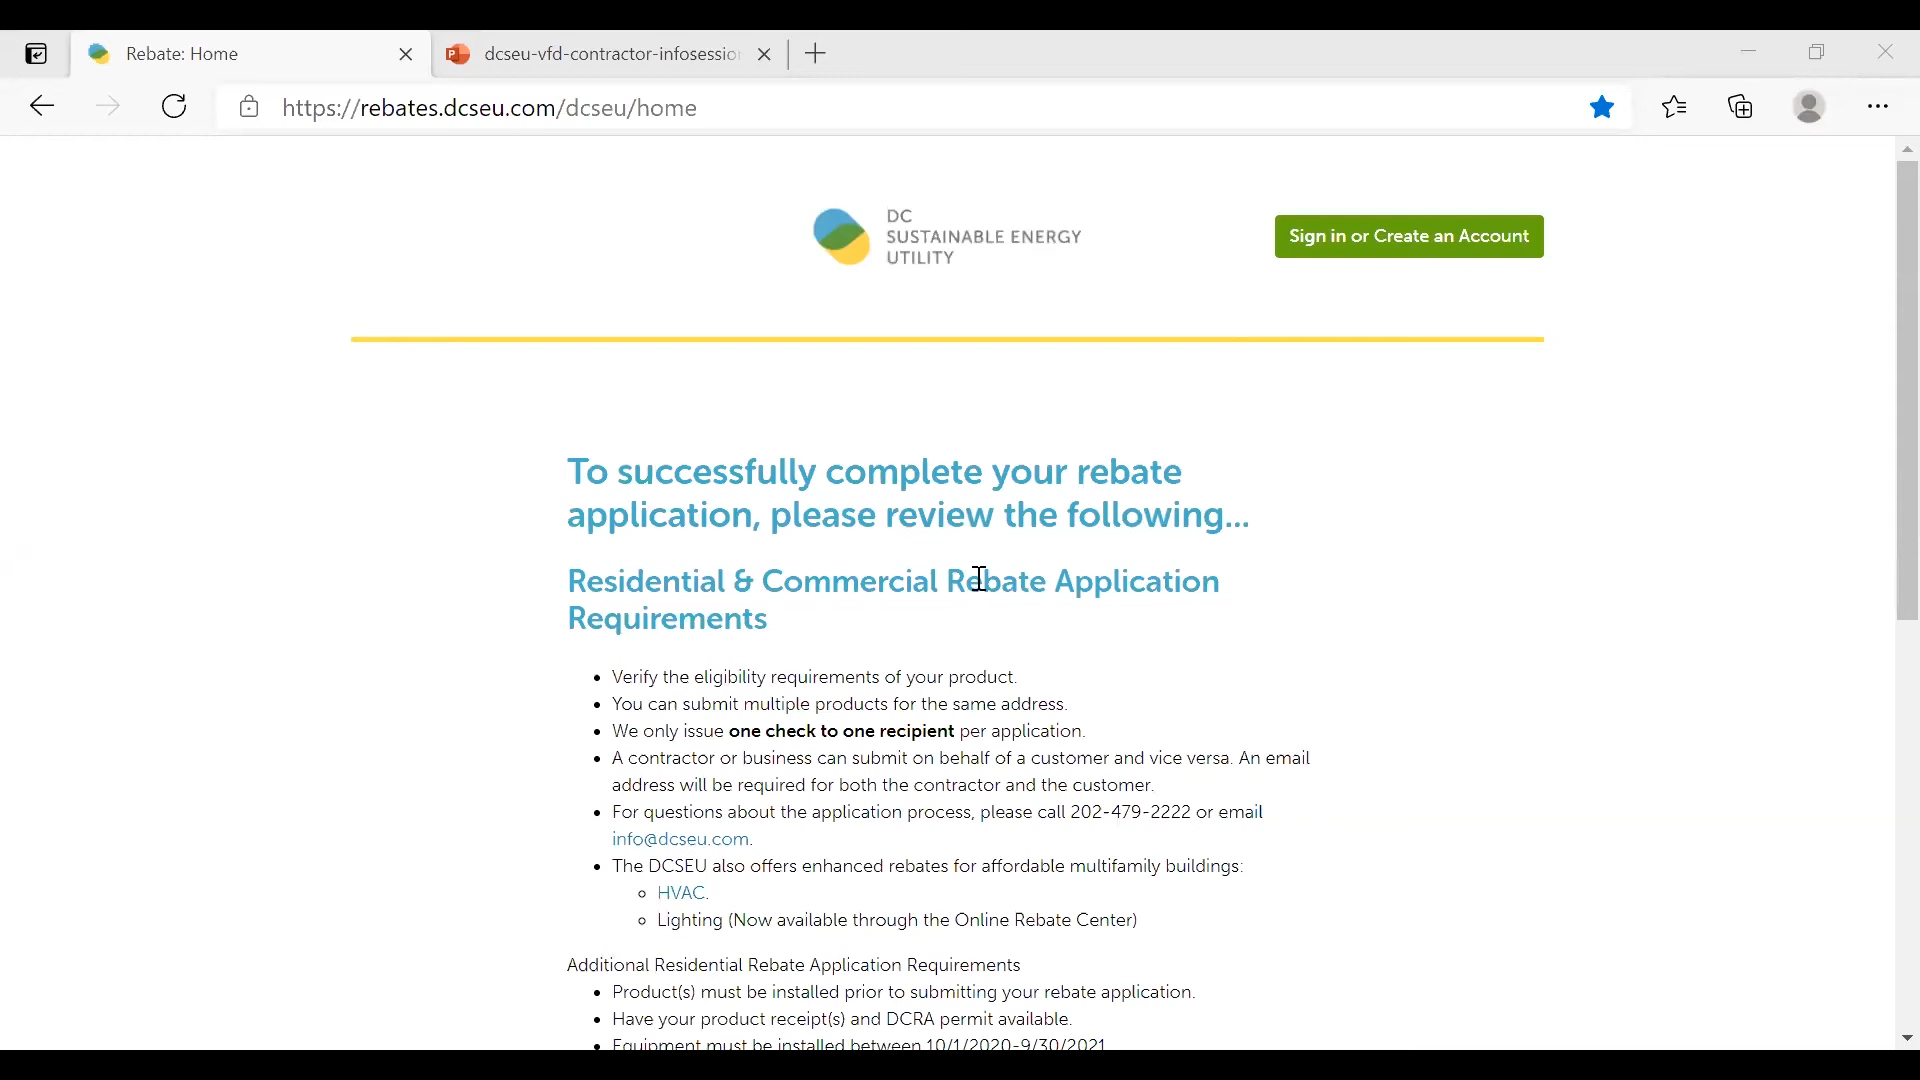 Rebate: Home
dcseu-vfd-contractor-infosessio
https://rebates.dcseu.com/dcseu/home
DC
SUSTAINABLE ENERGY
UTILITY
Sign in or Create an Account
To successfully complete your rebate
application, please review the following...
Residential & Commercial Rebate Application
Requirements
• Verify the eligibility requirements of your product.
• You can submit multiple products for the same address.
• We only issue one check to one recipient per application.
• A contractor or business can submit on behalf of a customer and vice versa. An email
address will be required for both the contractor and the customer.
• For questions about the application process, please call 202-479-2222 or email
info@dcseu.com.
• The DCSEU also offers enhanced rebates for affordable multifamily buildings:
◦ HVAC.
◦ Lighting (Now available through the Online Rebate Center)
Additional Residential Rebate Application Requirements
• Product(s) must be installed prior to submitting your rebate application.
• Have your product receipt(s) and DCRA permit available.
• Equipment must be installed between 10/1/2020-9/30/2021